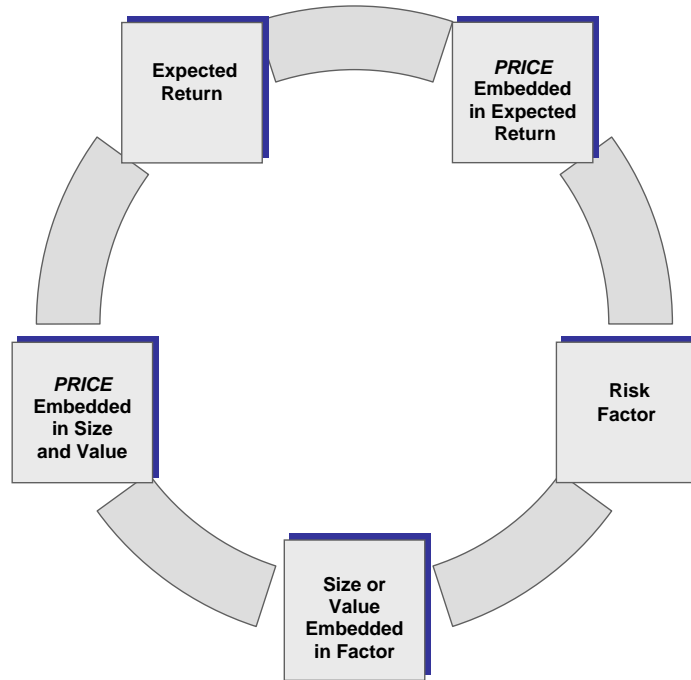 Expected
Return
PRICE
Embedded
in Expected
Return
Risk
Factor
Size or
Value
Embedded
in Factor
PRICE
Embedded
in Size
and Value